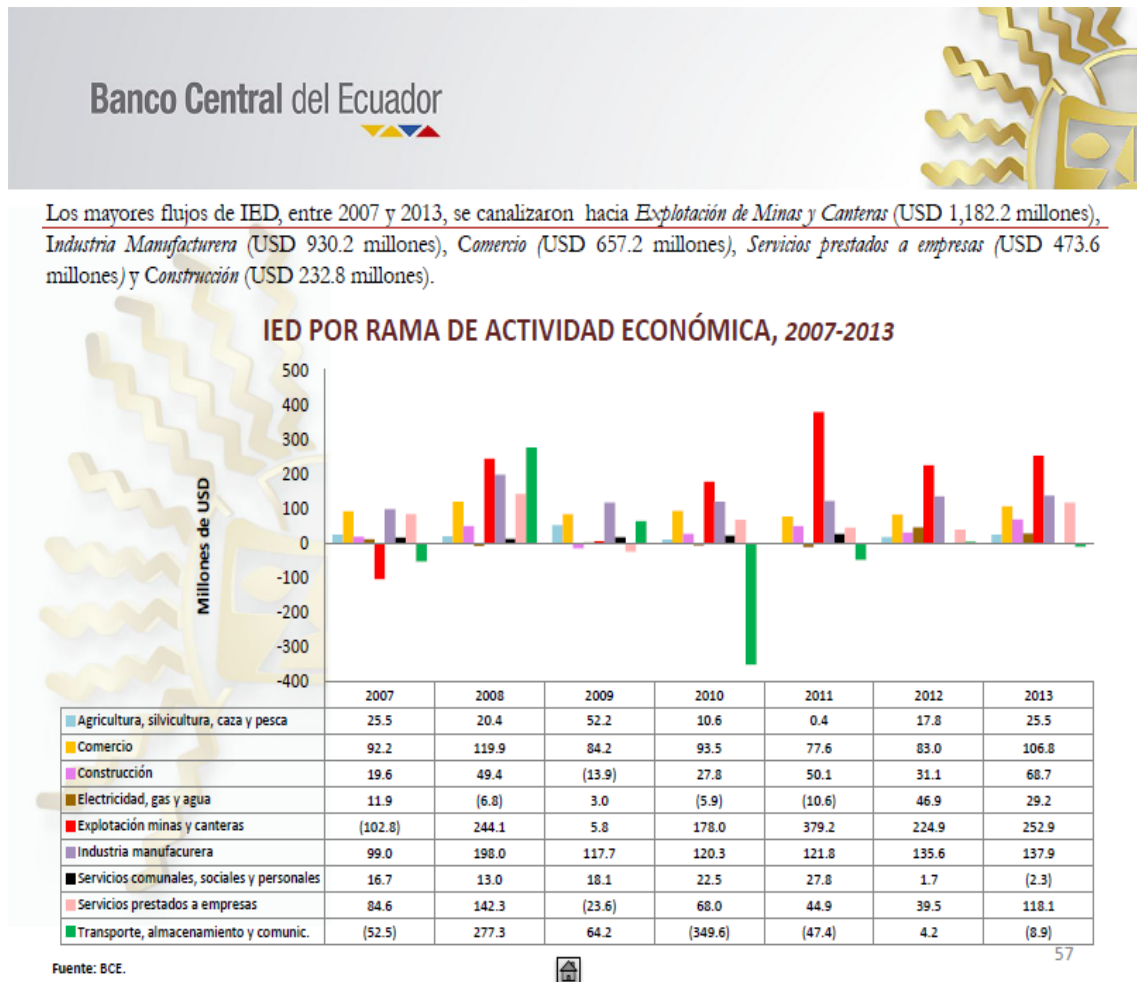 Banco Central del Ecuador
Los mayores flujos de IED, entre 2007 y 2013, se canalizaron hacia Explotación de Minas y Canteras (USD 1,182.2 millones),
Industria Manufacturera (USD 930.2 millones), Comercio (USD 657.2 millones), Servicios prestados a empresas (USD 473.6
millones) y Construcción (USD 232.8 millones).
IED POR RAMA DE ACTIVIDAD ECONÓMICA, 2007-2013
Millones de USD
500
400
300
200
100
0
-100
-200
-300
-400
2007 2008 2009 2010 2011 2012 2013
Agricultura, silvicultura, caza y pesca 25.5 20.4 52.2 10.6 0.4 17.8 25.5
Comercio 92.2 119.9 84.2 93.5 77.6 83.0 106.8
Construcción 19.6 49.4 (13.9) 27.8 50.1 31.1 68.7
Electricidad, gas y agua 11.9 (6.8) 3.0 (5.9) (10.6) 46.9 29.2
Explotación minas y canteras (102.8) 244.1 5.8 178.0 379.2 224.9 252.9
Industria manufacurera 99.0 198.0 117.7 120.3 121.8 135.6 137.9
Servicios comunales, sociales y personales 16.7 13.0 18.1 22.5 27.8 1.7 (2.3)
Servicios prestados a empresas 84.6 142.3 (23.6) 68.0 44.9 39.5 118.1
Transporte, almacenamiento y comunic. (52.5) 277.3 64.2 (349.6) (47.4) 4.2 (8.9)
57
Fuente: BCE.